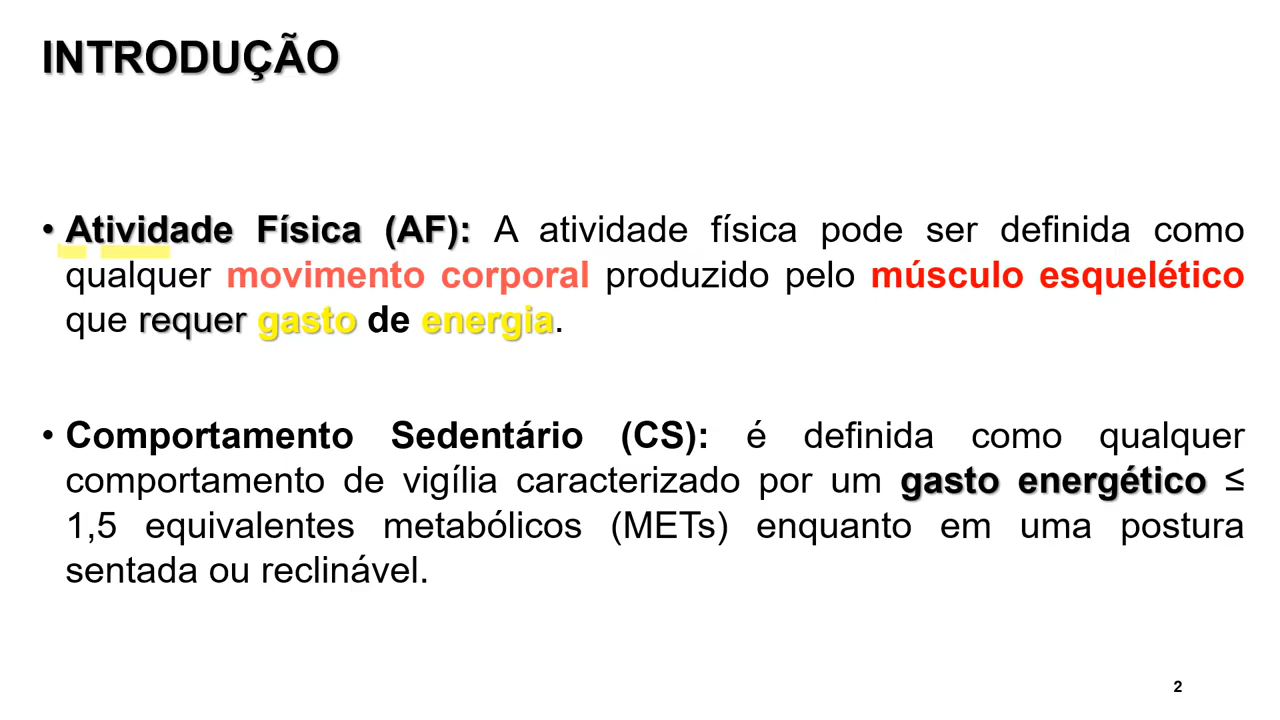 INTRODUÇÃO
• Atividade Física (AF): A atividade física pode ser definida como
qualquer movimento corporal produzido pelo músculo esquelético
que requer gasto de energia.
• Comportamento Sedentário (CS): é definida como qualquer
comportamento de vigília caracterizado por um gasto energético ≤
1,5 equivalentes metabólicos (METs) enquanto em uma postura
sentada ou reclinável.
2